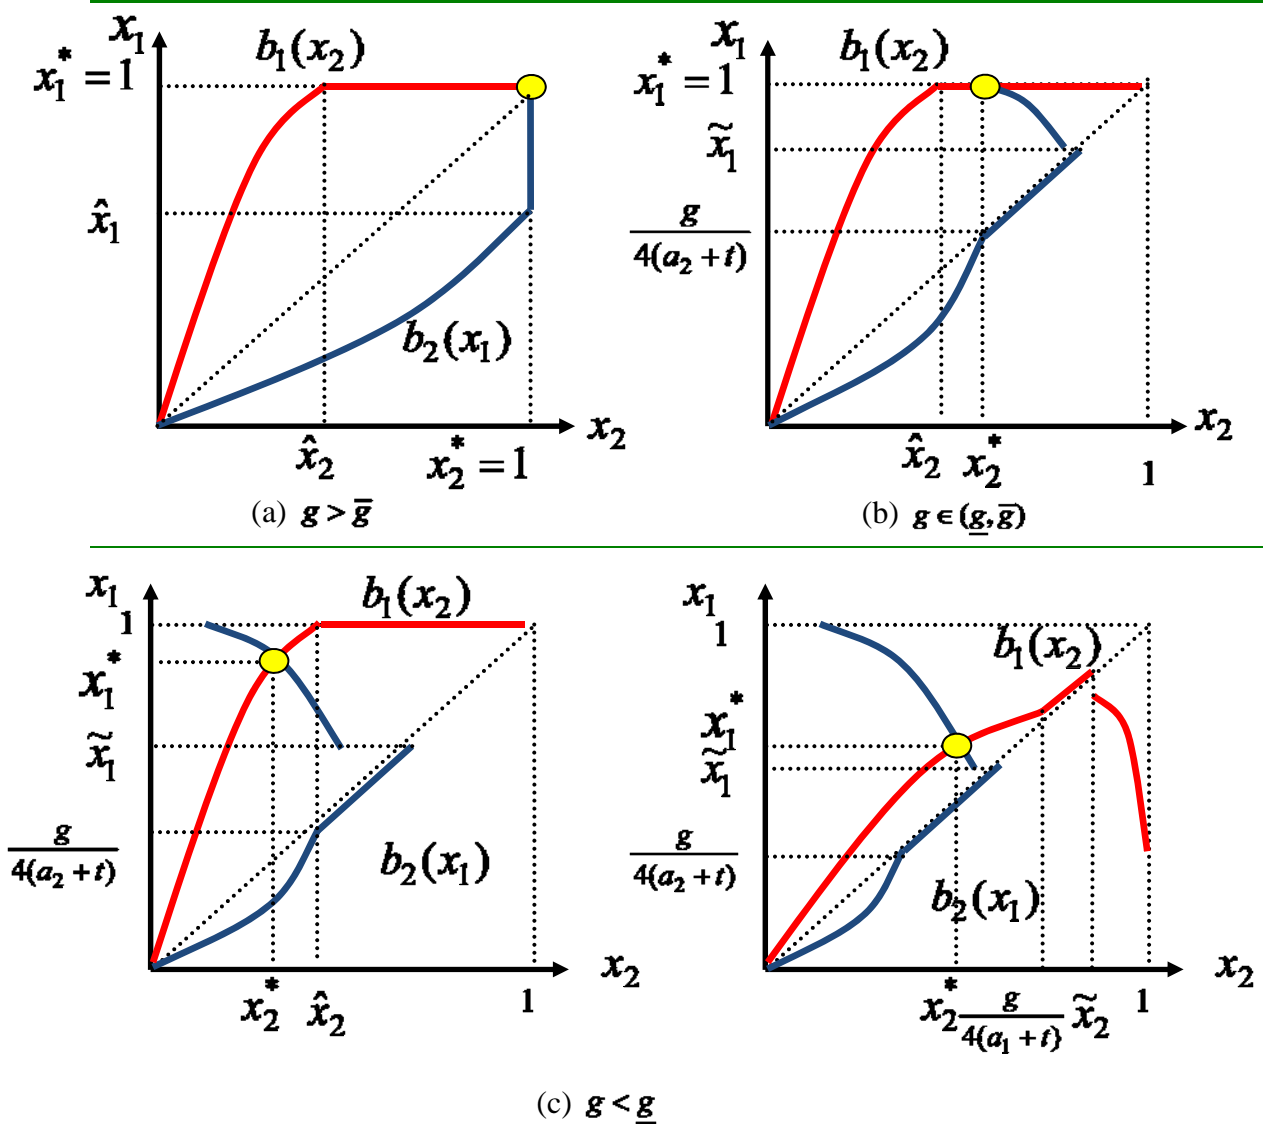 x₁
b₁(x₂)
x₁* = 1
x̂₁
b₂(x₁)
x₂
x̂₂
x₂* = 1
(a) g > g̅
x₁
b₁(x₂)
x₁* = 1
x̃₁
g/4(a₂ + t)
x₂
x̂₂ x₂*
1
(b) g ∈ (g̲, g̅)
x₁
b₁(x₂)
1
x₁*
x̃₁
g/4(a₂ + t)
b₂(x₁)
x₂
x₂* x̂₂
1
x₁
1
b₁(x₂)
x₁*
x̃₁
g/4(a₂ + t)
b₂(x₁)
x₂
x₂* g/4(a₁ + t) x̃₂ 1
(c) g < g̲